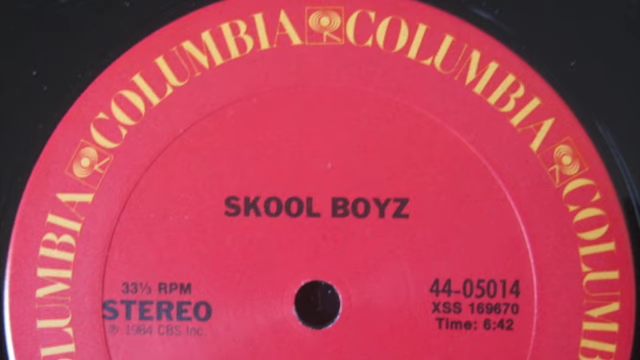 COLUMBIA COLUMBIA COLUMBIA COLUMBIA
SKOOL BOYZ
33⅓ RPM
STEREO
℗ 1984 CBS Inc.
44-05014
XSS 169670
Time: 6:42